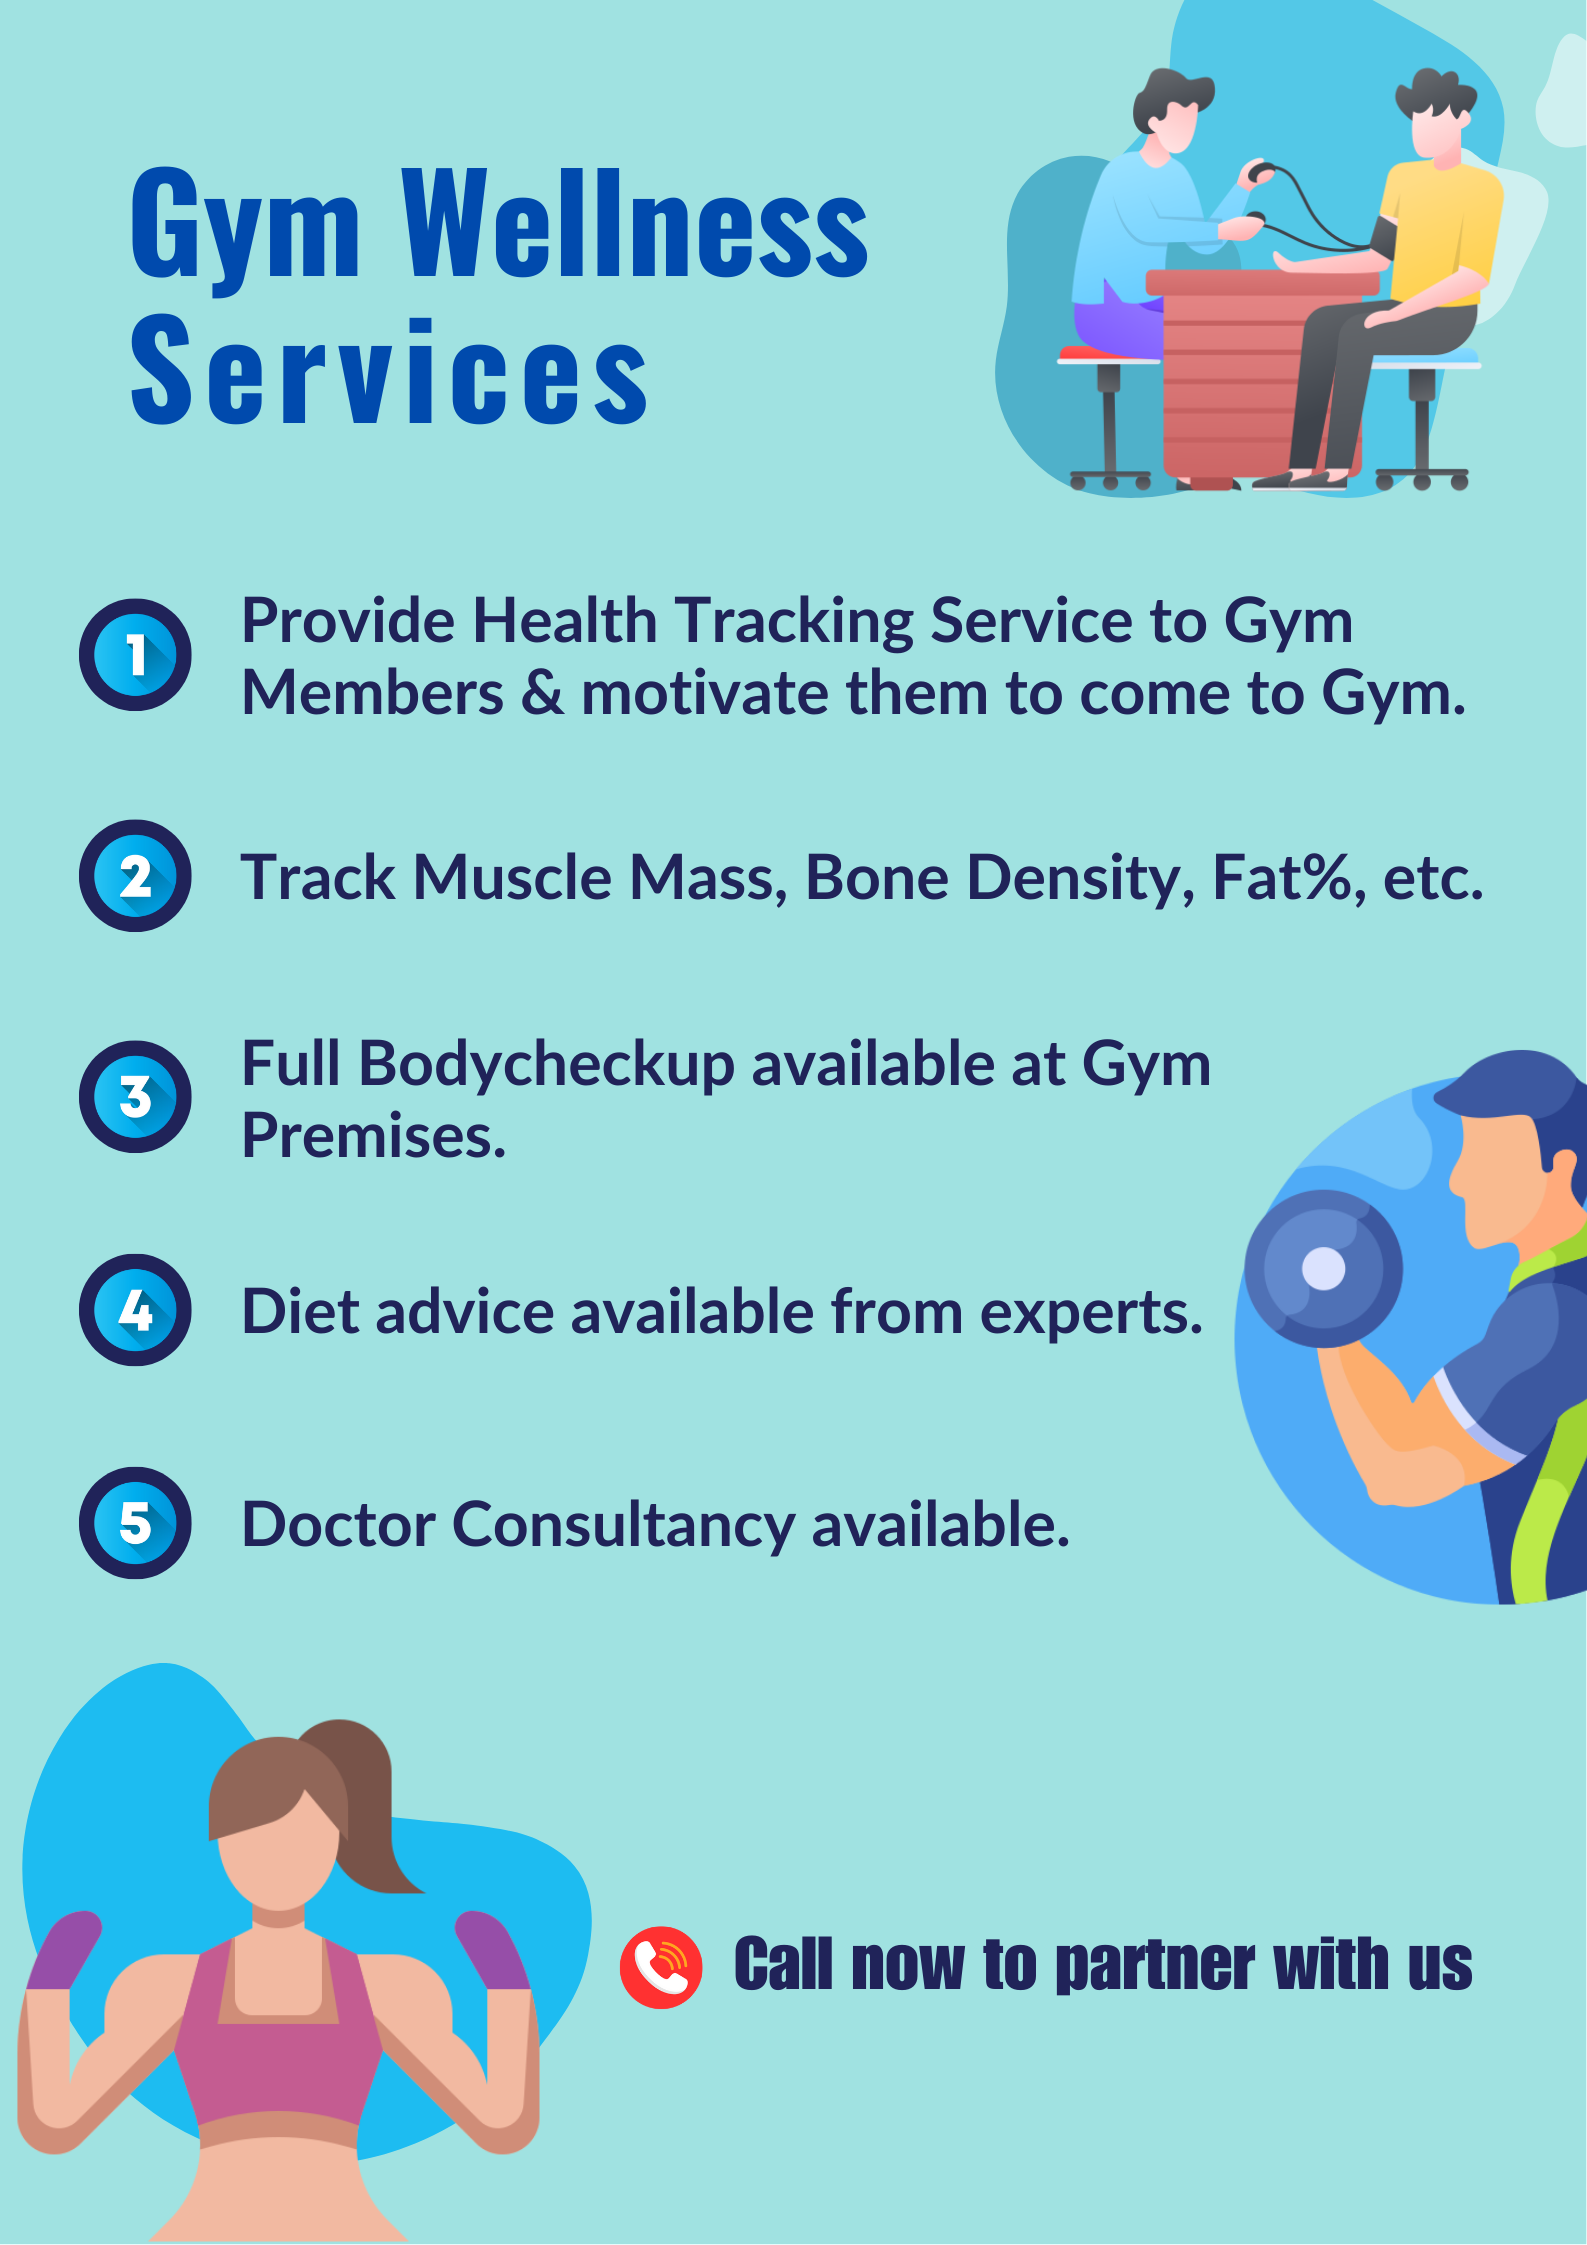 Gym Wellness
Services
1
Provide Health Tracking Service to Gym
Members & motivate them to come to Gym.
2
Track Muscle Mass, Bone Density, Fat%, etc.
3
Full Bodycheckup available at Gym
Premises.
4
Diet advice available from experts.
5
Doctor Consultancy available.
Call now to partner with us